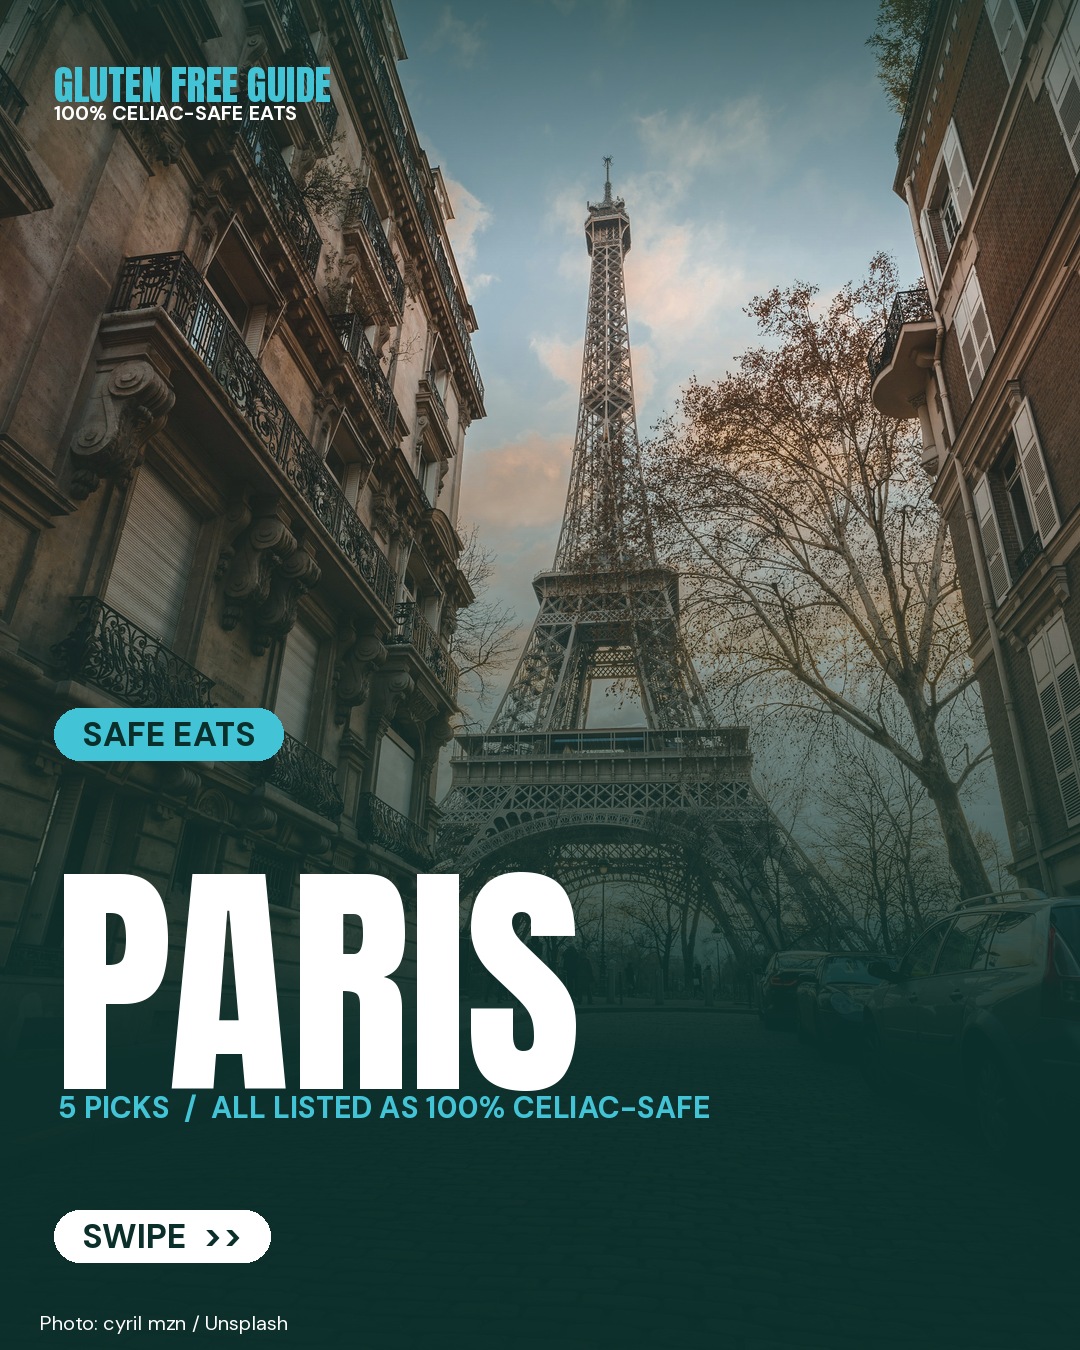 GLUTEN FREE GUIDE
100% CELIAC-SAFE EATS
SAFE EATS
PARIS
5 PICKS / ALL LISTED AS 100% CELIAC-SAFE
SWIPE >>
Photo: cyril mzn / Unsplash